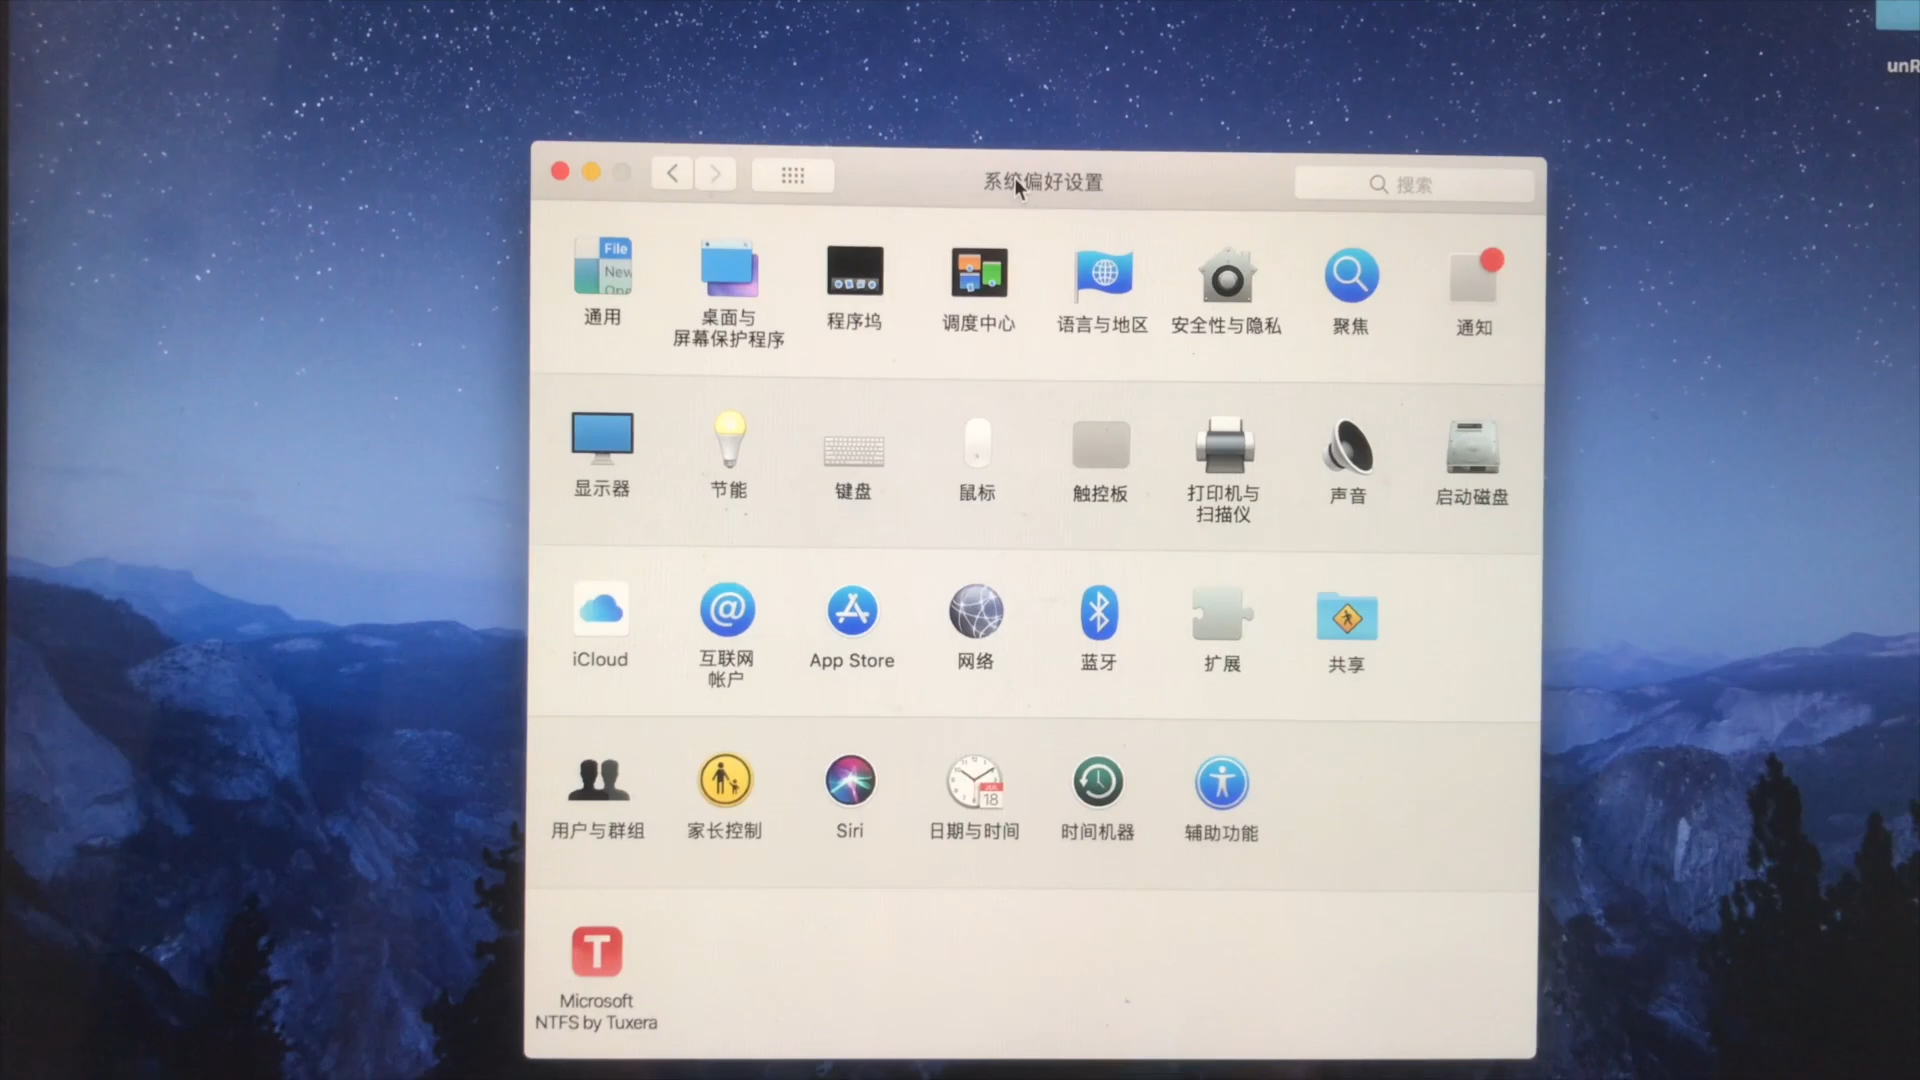 unR
系统偏好设置
搜索
File
New
Ope
通用
桌面与
屏幕保护程序
程序坞
调度中心
语言与地区
安全性与隐私
聚焦
通知
显示器
节能
键盘
鼠标
触控板
打印机与
扫描仪
声音
启动磁盘
iCloud
@
互联网
帐户
App Store
网络
蓝牙
扩展
共享
用户与群组
家长控制
Siri
JUL
18
日期与时间
时间机器
辅助功能
T
Microsoft
NTFS by Tuxera